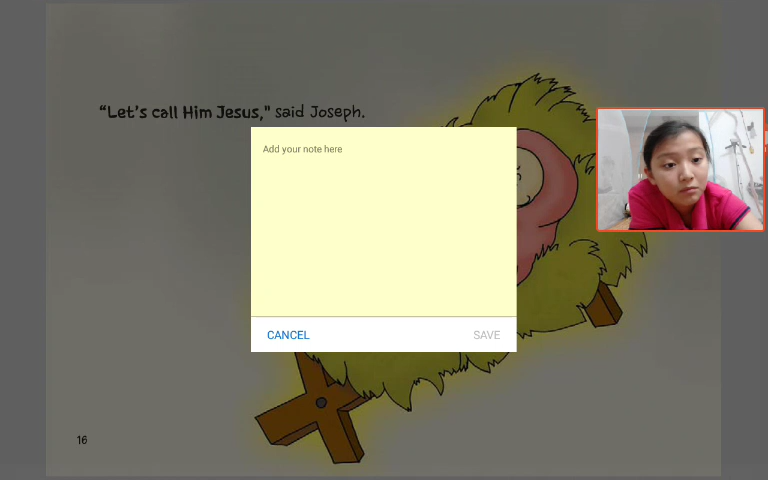 “Let's call Him Jesus," said Joseph.
Add your note here
CANCEL SAVE
16